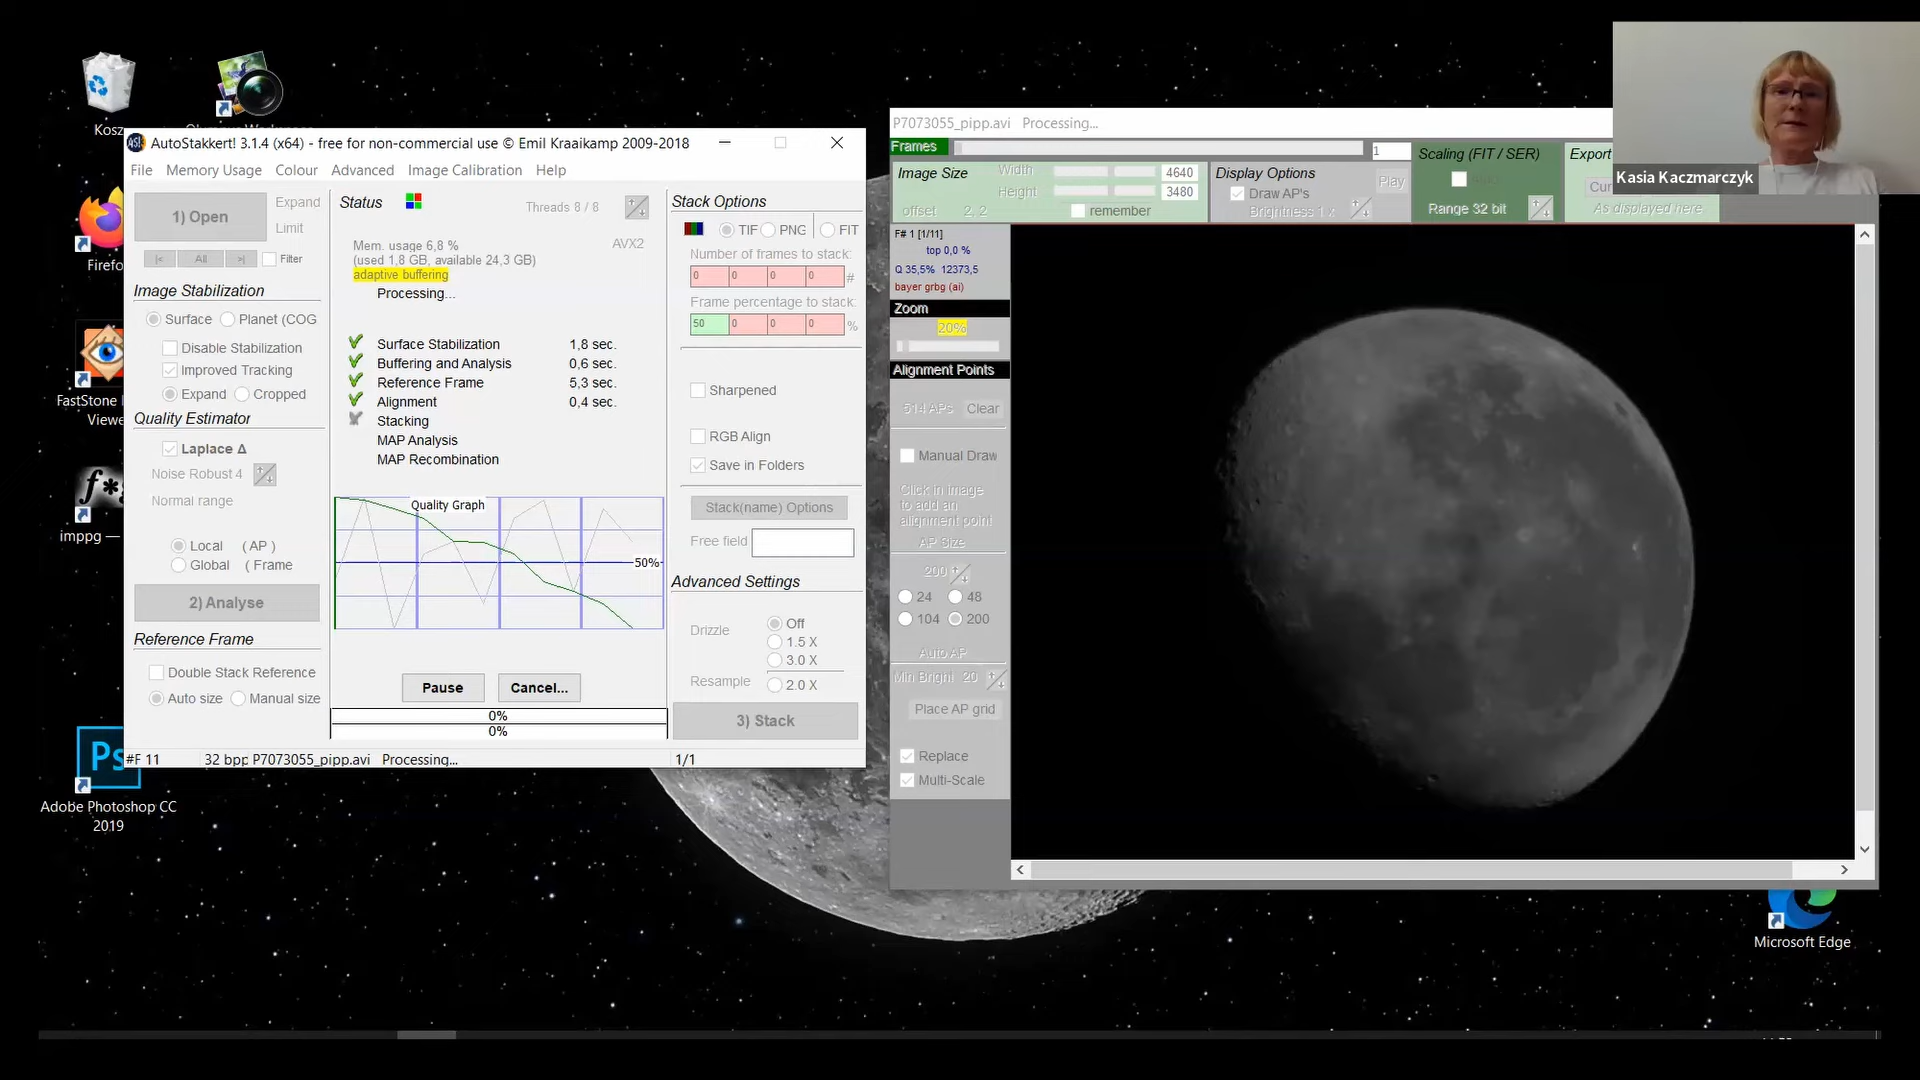 Kosz
Firefo
FastStone I
Viewe
imppg —
Adobe Photoshop CC
2019
Microsoft Edge
AutoStakkert! 3.1.4 (x64) - free for non-commercial use © Emil Kraaikamp 2009-2018
File Memory Usage Colour Advanced Image Calibration Help
1) Open
Expand
Limit
|< All >| Filter
Image Stabilization
Surface Planet (COG
Disable Stabilization
Improved Tracking
Expand Cropped
Quality Estimator
Laplace Δ
Noise Robust 4
Normal range
Local (AP)
Global (Frame
2) Analyse
Reference Frame
Double Stack Reference
Auto size Manual size
Status
Threads 8 / 8
AVX2
Mem. usage 6,8 %
(used 1,8 GB, available 24,3 GB)
adaptive buffering
Processing...
Surface Stabilization 1,8 sec.
Buffering and Analysis 0,6 sec.
Reference Frame 5,3 sec.
Alignment 0,4 sec.
Stacking
MAP Analysis
MAP Recombination
Quality Graph
50%
Pause Cancel...
0%
0%
Stack Options
TIF PNG FIT
Number of frames to stack:
0 0 0 0 #
Frame percentage to stack:
50 0 0 0 %
Sharpened
RGB Align
Save in Folders
Stack(name) Options
Free field
Advanced Settings
Drizzle Off
1.5 X
3.0 X
Resample 2.0 X
3) Stack
#F 11 32 bpp P7073055_pipp.avi Processing... 1/1
P7073055_pipp.avi Processing...
Frames 1
Image Size Width 4640
Height 3480
offset 2, 2 remember
Display Options
Draw AP's
Brightness 1 x
Play
Scaling (FIT / SER)
Range 32 bit
Export
Cur
As displayed here
Kasia Kaczmarczyk
F# 1 [1/11]
top 0,0 %
Q 35,5% 12373,5
bayer grbg (ai)
Zoom
20%
Alignment Points
514 APs Clear
Manual Draw
Click in image
to add an
alignment point
AP Size
200
24 48
104 200
Auto AP
Min Bright 20
Place AP grid
Replace
Multi-Scale